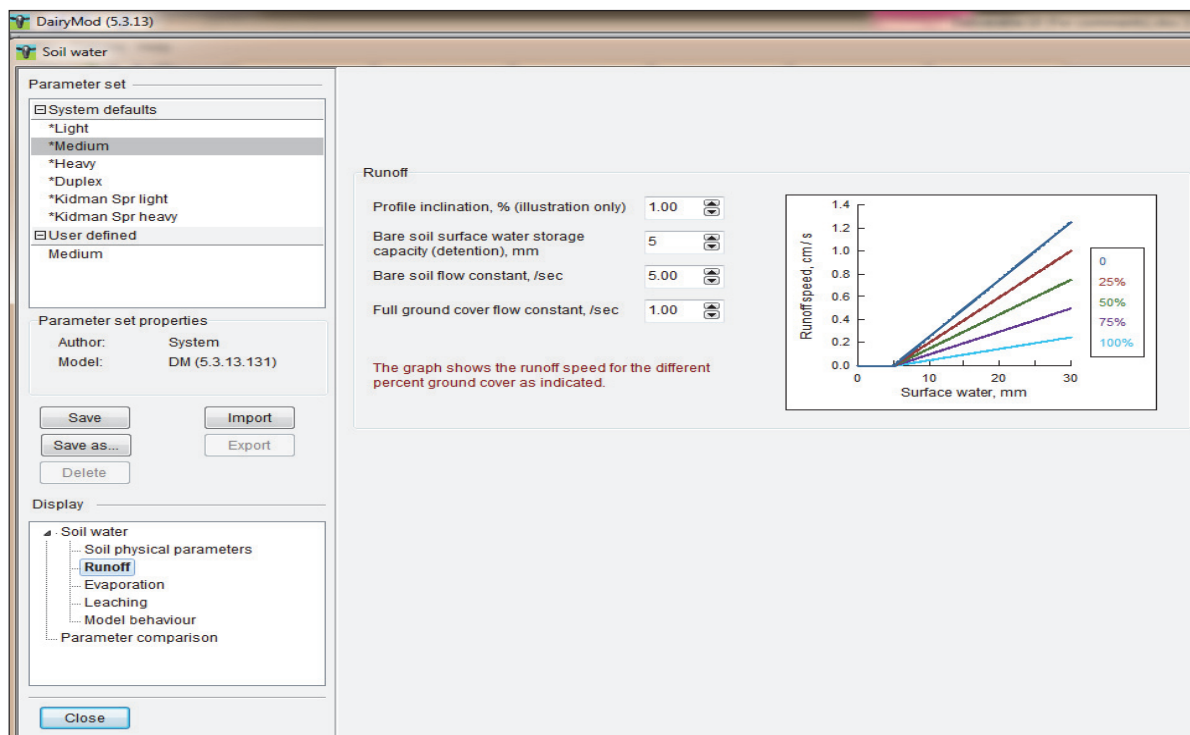 DairyMod (5.3.13)
Soil water
Parameter set
System defaults
*Light
*Medium
*Heavy
*Duplex
*Kidman Spr light
*Kidman Spr heavy
User defined
Medium
Parameter set properties
Author: System
Model: DM (5.3.13.131)
Save Import
Save as... Export
Delete
Display
Soil water
Soil physical parameters
Runoff
Evaporation
Leaching
Model behaviour
Parameter comparison
Close
Runoff
Profile inclination, % (illustration only) 1.00
Bare soil surface water storage
capacity (detention), mm 5
Bare soil flow constant, /sec 5.00
Full ground cover flow constant, /sec 1.00
The graph shows the runoff speed for the different
percent ground cover as indicated.
Runoff speed, cm/s
1.4
1.2
1.0
0.8
0.6
0.4
0.2
0.0
0 10 20 30
Surface water, mm
0
25%
50%
75%
100%